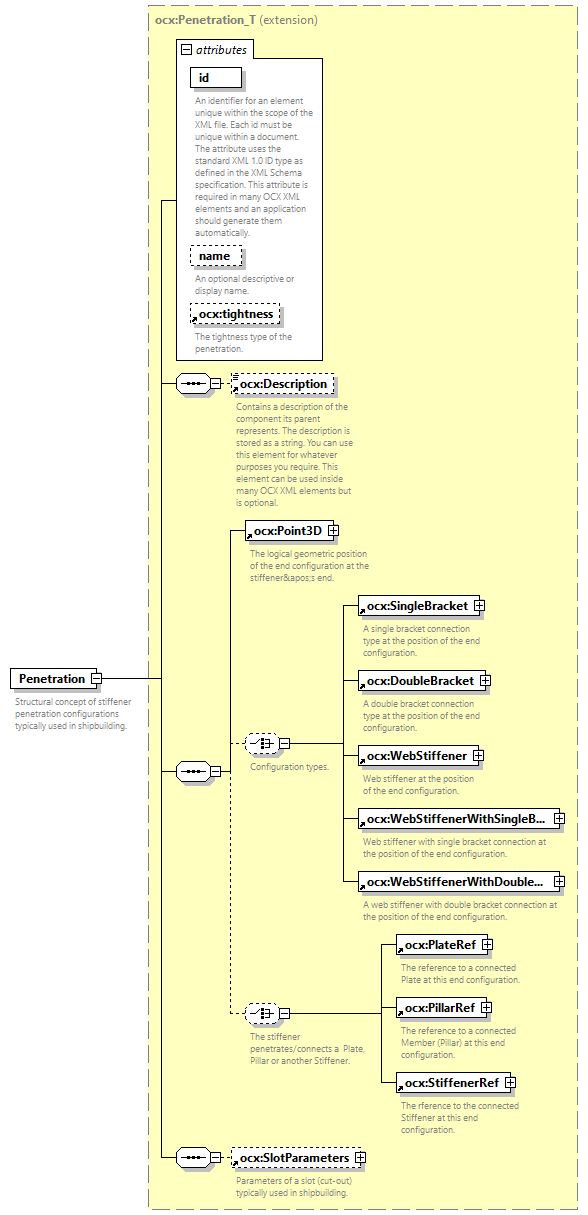 ocx:Penetration_T (extension)
attributes
id
An identifier for an element
unique within the scope of the
XML file. Each id must be
unique within a document.
The attribute uses the
standard XML 1.0 ID type as
defined in the XML Schema
specification. This attribute is
required in many OCX XML
elements and an application
should generate them
automatically.
name
An optional descriptive or
display name.
ocx:tightness
The tightness type of the
penetration.
ocx:Description
Contains a description of the
component its parent
represents. The description is
stored as a string. You can use
this element for whatever
purposes you require. This
element can be used inside
many OCX XML elements but
is optional.
ocx:Point3D
The logical geometric position
of the end configuration at the
stiffener&apos;s end.
ocx:SingleBracket
A single bracket connection
type at the position of the end
configuration.
ocx:DoubleBracket
A double bracket connection
type at the position of the end
configuration.
Penetration
Structural concept of stiffener
penetration configurations
typically used in shipbuilding.
Configuration types.
ocx:WebStiffener
Web stiffener at the position
of the end configuration.
ocx:WebStiffenerWithSingleB...
Web stiffener with single bracket connection at
the position of the end configuration.
ocx:WebStiffenerWithDouble...
A web stiffener with double bracket connection at
the position of the end configuration.
ocx:PlateRef
The reference to a connected
Plate at this end configuration.
ocx:PillarRef
The reference to a connected
Member (Pillar) at this end
configuration.
The stiffener
penetrates/connects a Plate,
Pillar or another Stiffener.
ocx:StiffenerRef
The rference to the connected
Stiffener at this end
configuration.
ocx:SlotParameters
Parameters of a slot (cut-out)
typically used in shipbuilding.